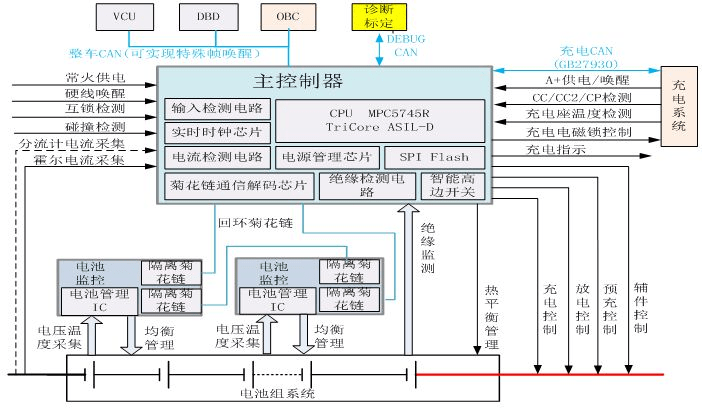 VCU
DBD
OBC
诊断
标定
整车CAN(可实现特殊帧唤醒)
DEBUG
CAN
充电CAN
(GB27930)
常火供电
硬线唤醒
互锁检测
碰撞检测
分流计电流采集
霍尔电流采集
主控制器
输入检测电路
实时时钟芯片
CPU MPC5745R
TriCore ASIL-D
电流检测电路
电源管理芯片
SPI Flash
菊花链通信解码芯片
绝缘检测电
路
智能高
边开关
A+供电/唤醒
CC/CC2/CP检测
充电座温度检测
充电电磁锁控制
充电指示
充电系统
回环菊花链
绝缘监测
电池
监控
隔离菊
花链
电池管理
IC
隔离菊
花链
电池
监控
隔离菊
花链
电池管理
IC
隔离菊
花链
电压温
度采集
均衡
管理
电压温
度采集
均衡
管理
热平衡管理
充电控制
放电控制
预充控制
辅件控制
电池组系统